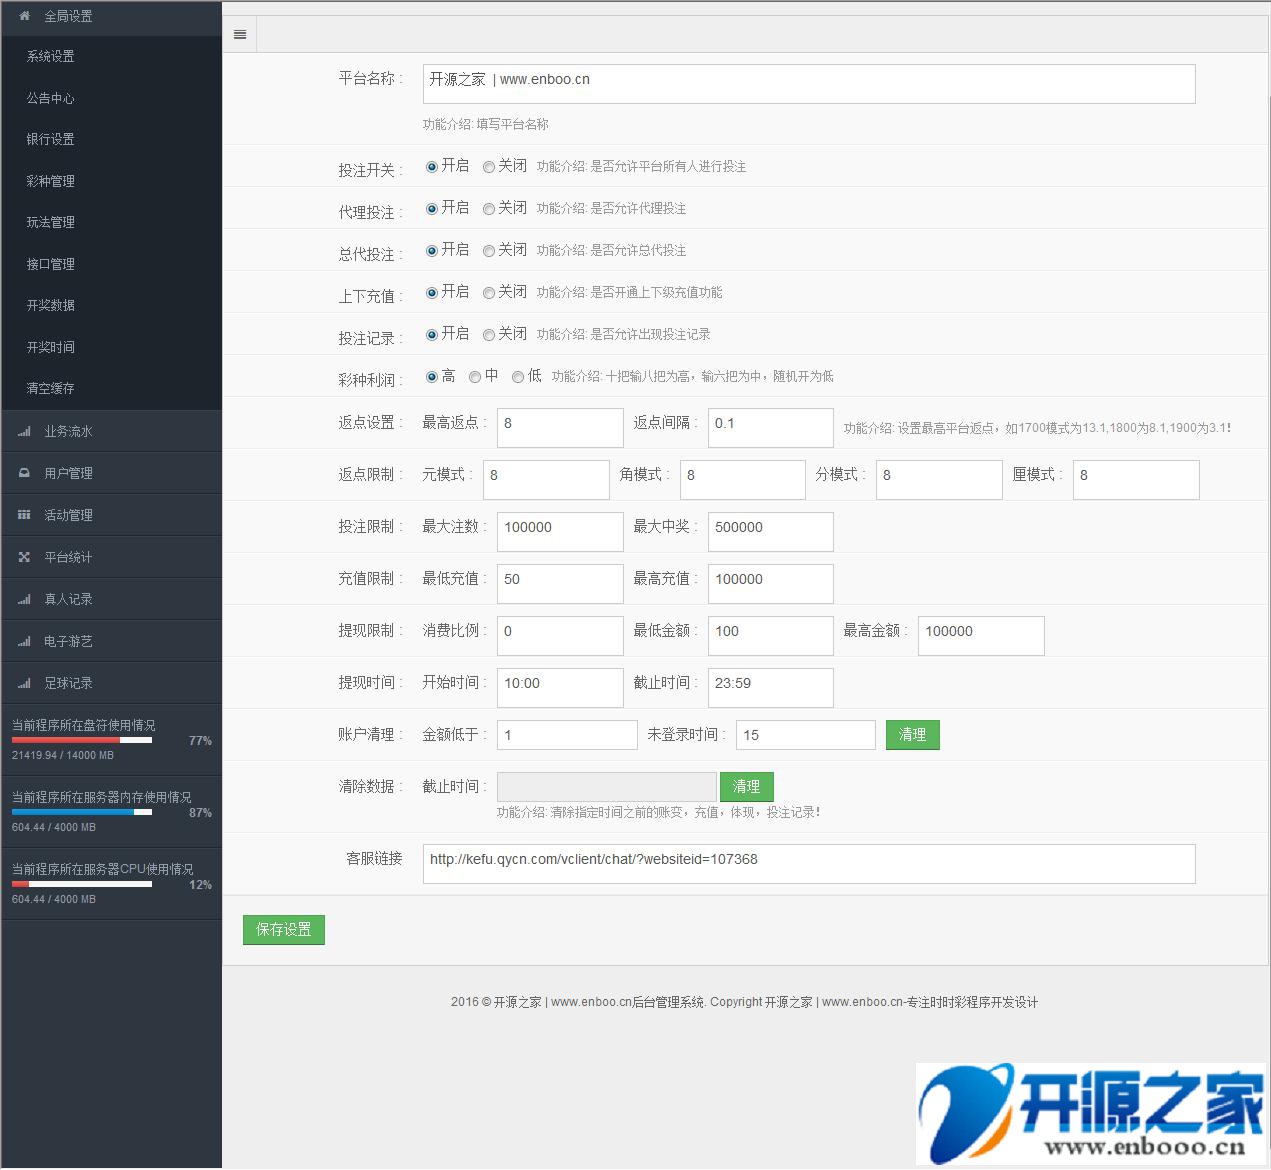 全局设置
系统设置
公告中心
银行设置
彩种管理
玩法管理
接口管理
开奖数据
开奖时间
清空缓存
业务流水
用户管理
活动管理
平台统计
真人记录
电子游艺
足球记录
当前程序所在盘符使用情况
77%
21419.94 / 14000 MB
当前程序所在服务器内存使用情况
87%
604.44 / 4000 MB
当前程序所在服务器CPU使用情况
12%
604.44 / 4000 MB
平台名称 : 开源之家 | www.enboo.cn
功能介绍: 填写平台名称
投注开关 : 开启 关闭 功能介绍: 是否允许平台所有人进行投注
代理投注 : 开启 关闭 功能介绍: 是否允许代理投注
总代投注 : 开启 关闭 功能介绍: 是否允许总代投注
上下充值 : 开启 关闭 功能介绍: 是否开通上下级充值功能
投注记录 : 开启 关闭 功能介绍: 是否允许出现投注记录
彩种利润 : 高 中 低 功能介绍: 十把输八把为高，输六把为中，随机开为低
返点设置 : 最高返点 : 8 返点间隔 : 0.1 功能介绍: 设置最高平台返点，如1700模式为13.1,1800为8.1,1900为3.1!
返点限制 : 元模式 : 8 角模式 : 8 分模式 : 8 厘模式 : 8
投注限制 : 最大注数 : 100000 最大中奖 : 500000
充值限制 : 最低充值 : 50 最高充值 : 100000
提现限制 : 消费比例 : 0 最低金额 : 100 最高金额 : 100000
提现时间 : 开始时间 : 10:00 截止时间 : 23:59
账户清理 : 金额低于 : 1 未登录时间 : 15 清理
清除数据 : 截止时间 : 清理
功能介绍: 清除指定时间之前的账变，充值，体现，投注记录!
客服链接 http://kefu.qycn.com/vclient/chat/?websiteid=107368
保存设置
2016 © 开源之家 | www.enboo.cn后台管理系统. Copyright 开源之家 | www.enboo.cn-专注时时彩程序开发设计
开源之家
www.enbooo.cn